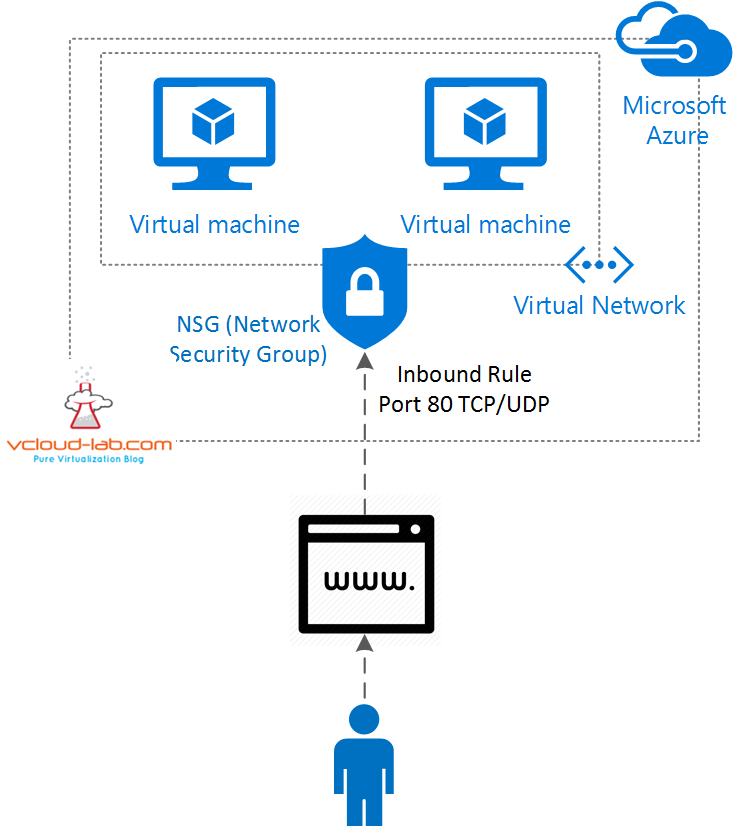 Microsoft
Azure
Virtual machine
Virtual machine
Virtual Network
NSG (Network
Security Group)
Inbound Rule
Port 80 TCP/UDP
vcloud-lab.com
Pure Virtualization Blog
www.